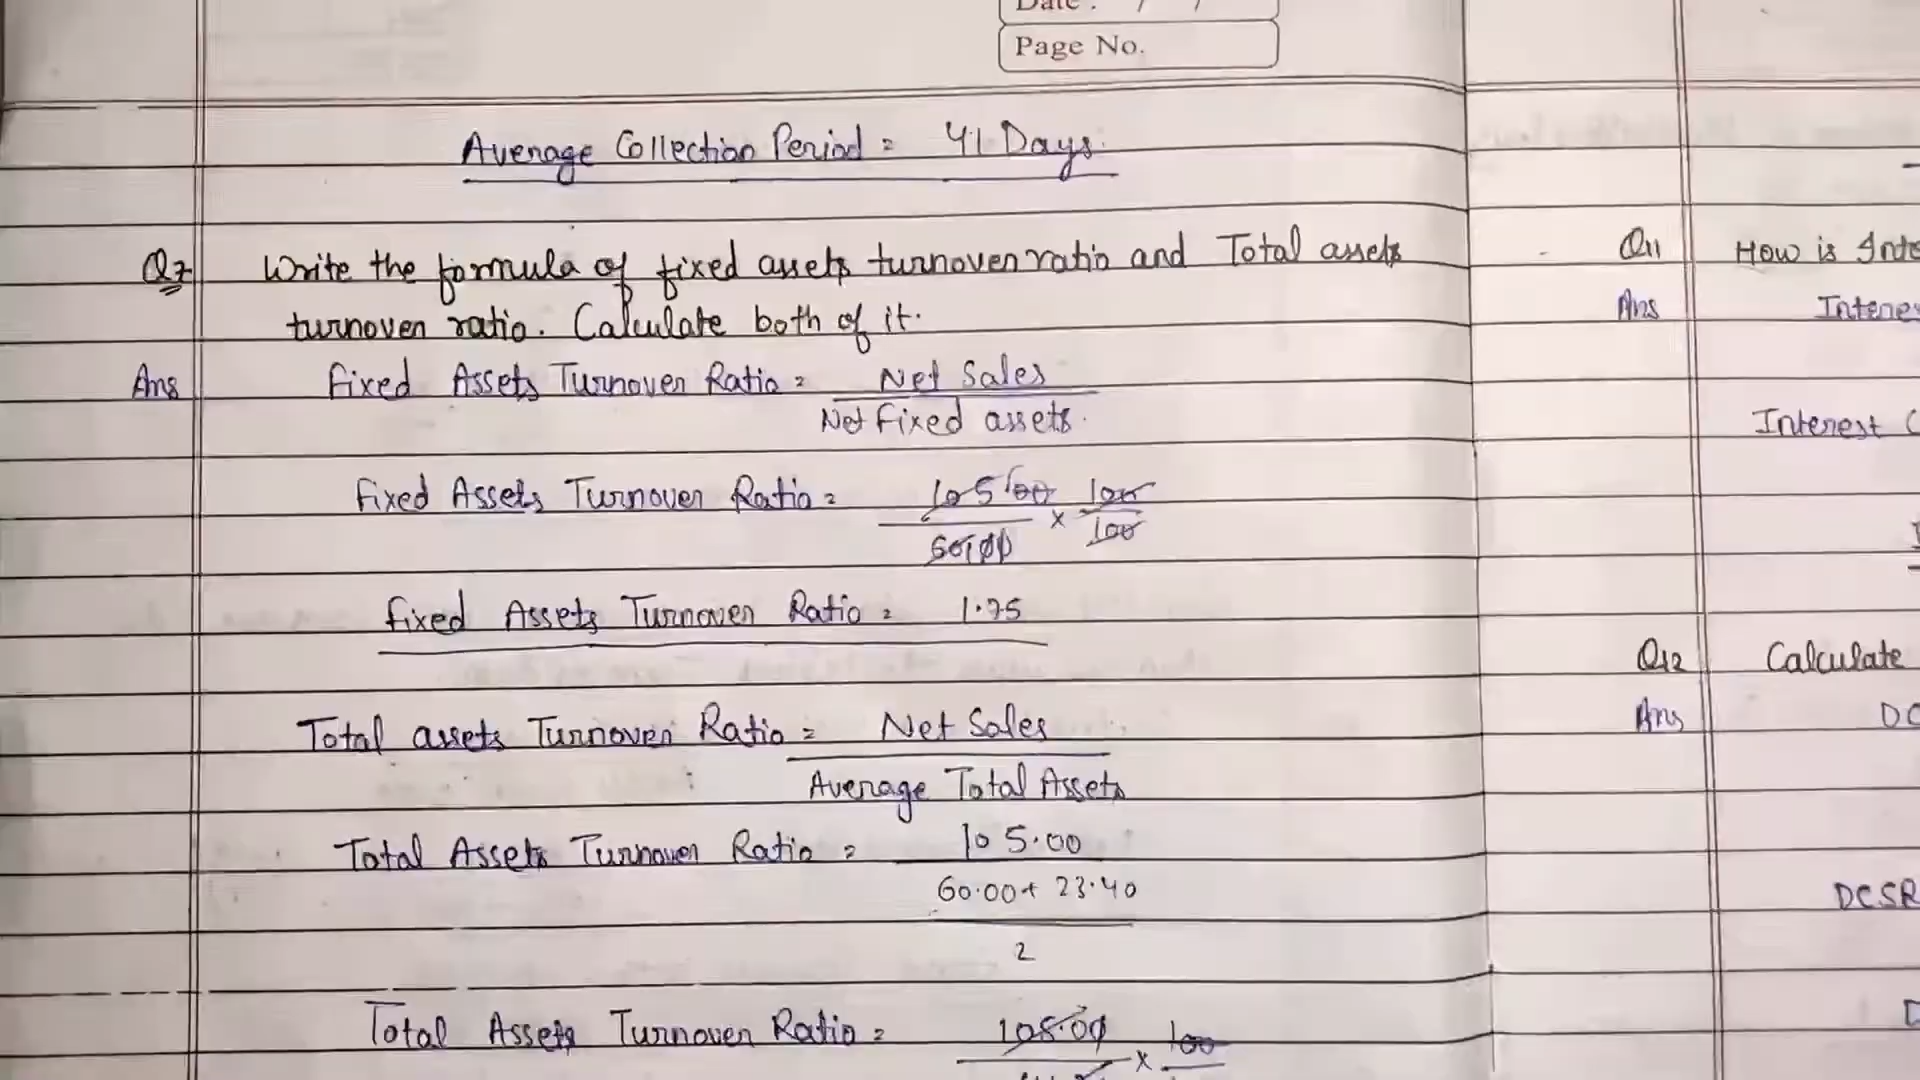 Date : / /
Page No.
Average Collection Period = 41 Days.
Q7 Write the formula of fixed assets turnover ratio and Total assets
turnover ratio. Calculate both of it.
Ans Fixed Assets Turnover Ratio = Net Sales
Net Fixed assets.
Fixed Assets Turnover Ratio = 105.00 × 100
60.00 100
Fixed Assets Turnover Ratio = 1.75
Total assets Turnover Ratio = Net Sales
Average Total Assets
Total Assets Turnover Ratio = 105.00
60.00 + 23.40
2
Total Assets Turnover Ratio = 105.00 × 100
Q11 How is Inte
Ans Intere
Interest C
Q12 Calculate
Ans DC
DCSR